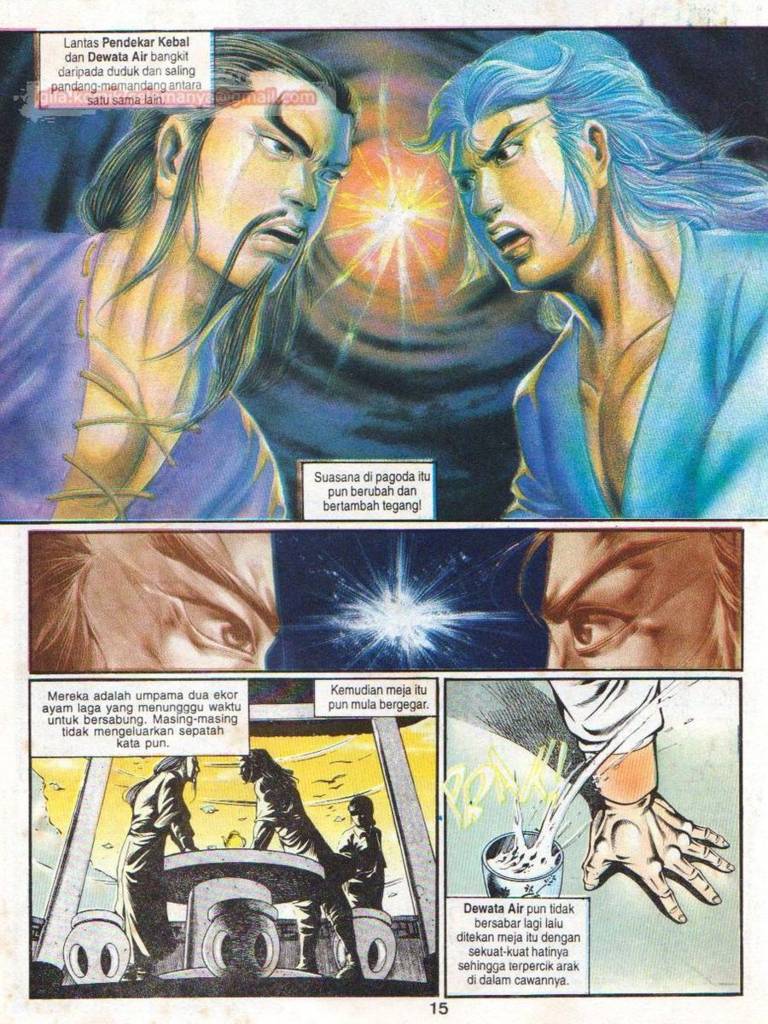 Lantas Pendekar Kebal
dan Dewata Air bangkit
daripada duduk dan saling
pandang-memandang antara
satu sama lain.
Suasana di pagoda itu
pun berubah dan
bertambah tegang!
Mereka adalah umpama dua ekor
ayam laga yang menungggu waktu
untuk bersabung. Masing-masing
tidak mengeluarkan sepatah
kata pun.
Kemudian meja itu
pun mula bergegar.
Dewata Air pun tidak
bersabar lagi lalu
ditekan meja itu dengan
sekuat-kuat hatinya
sehingga terpercik arak
di dalam cawannya.
15